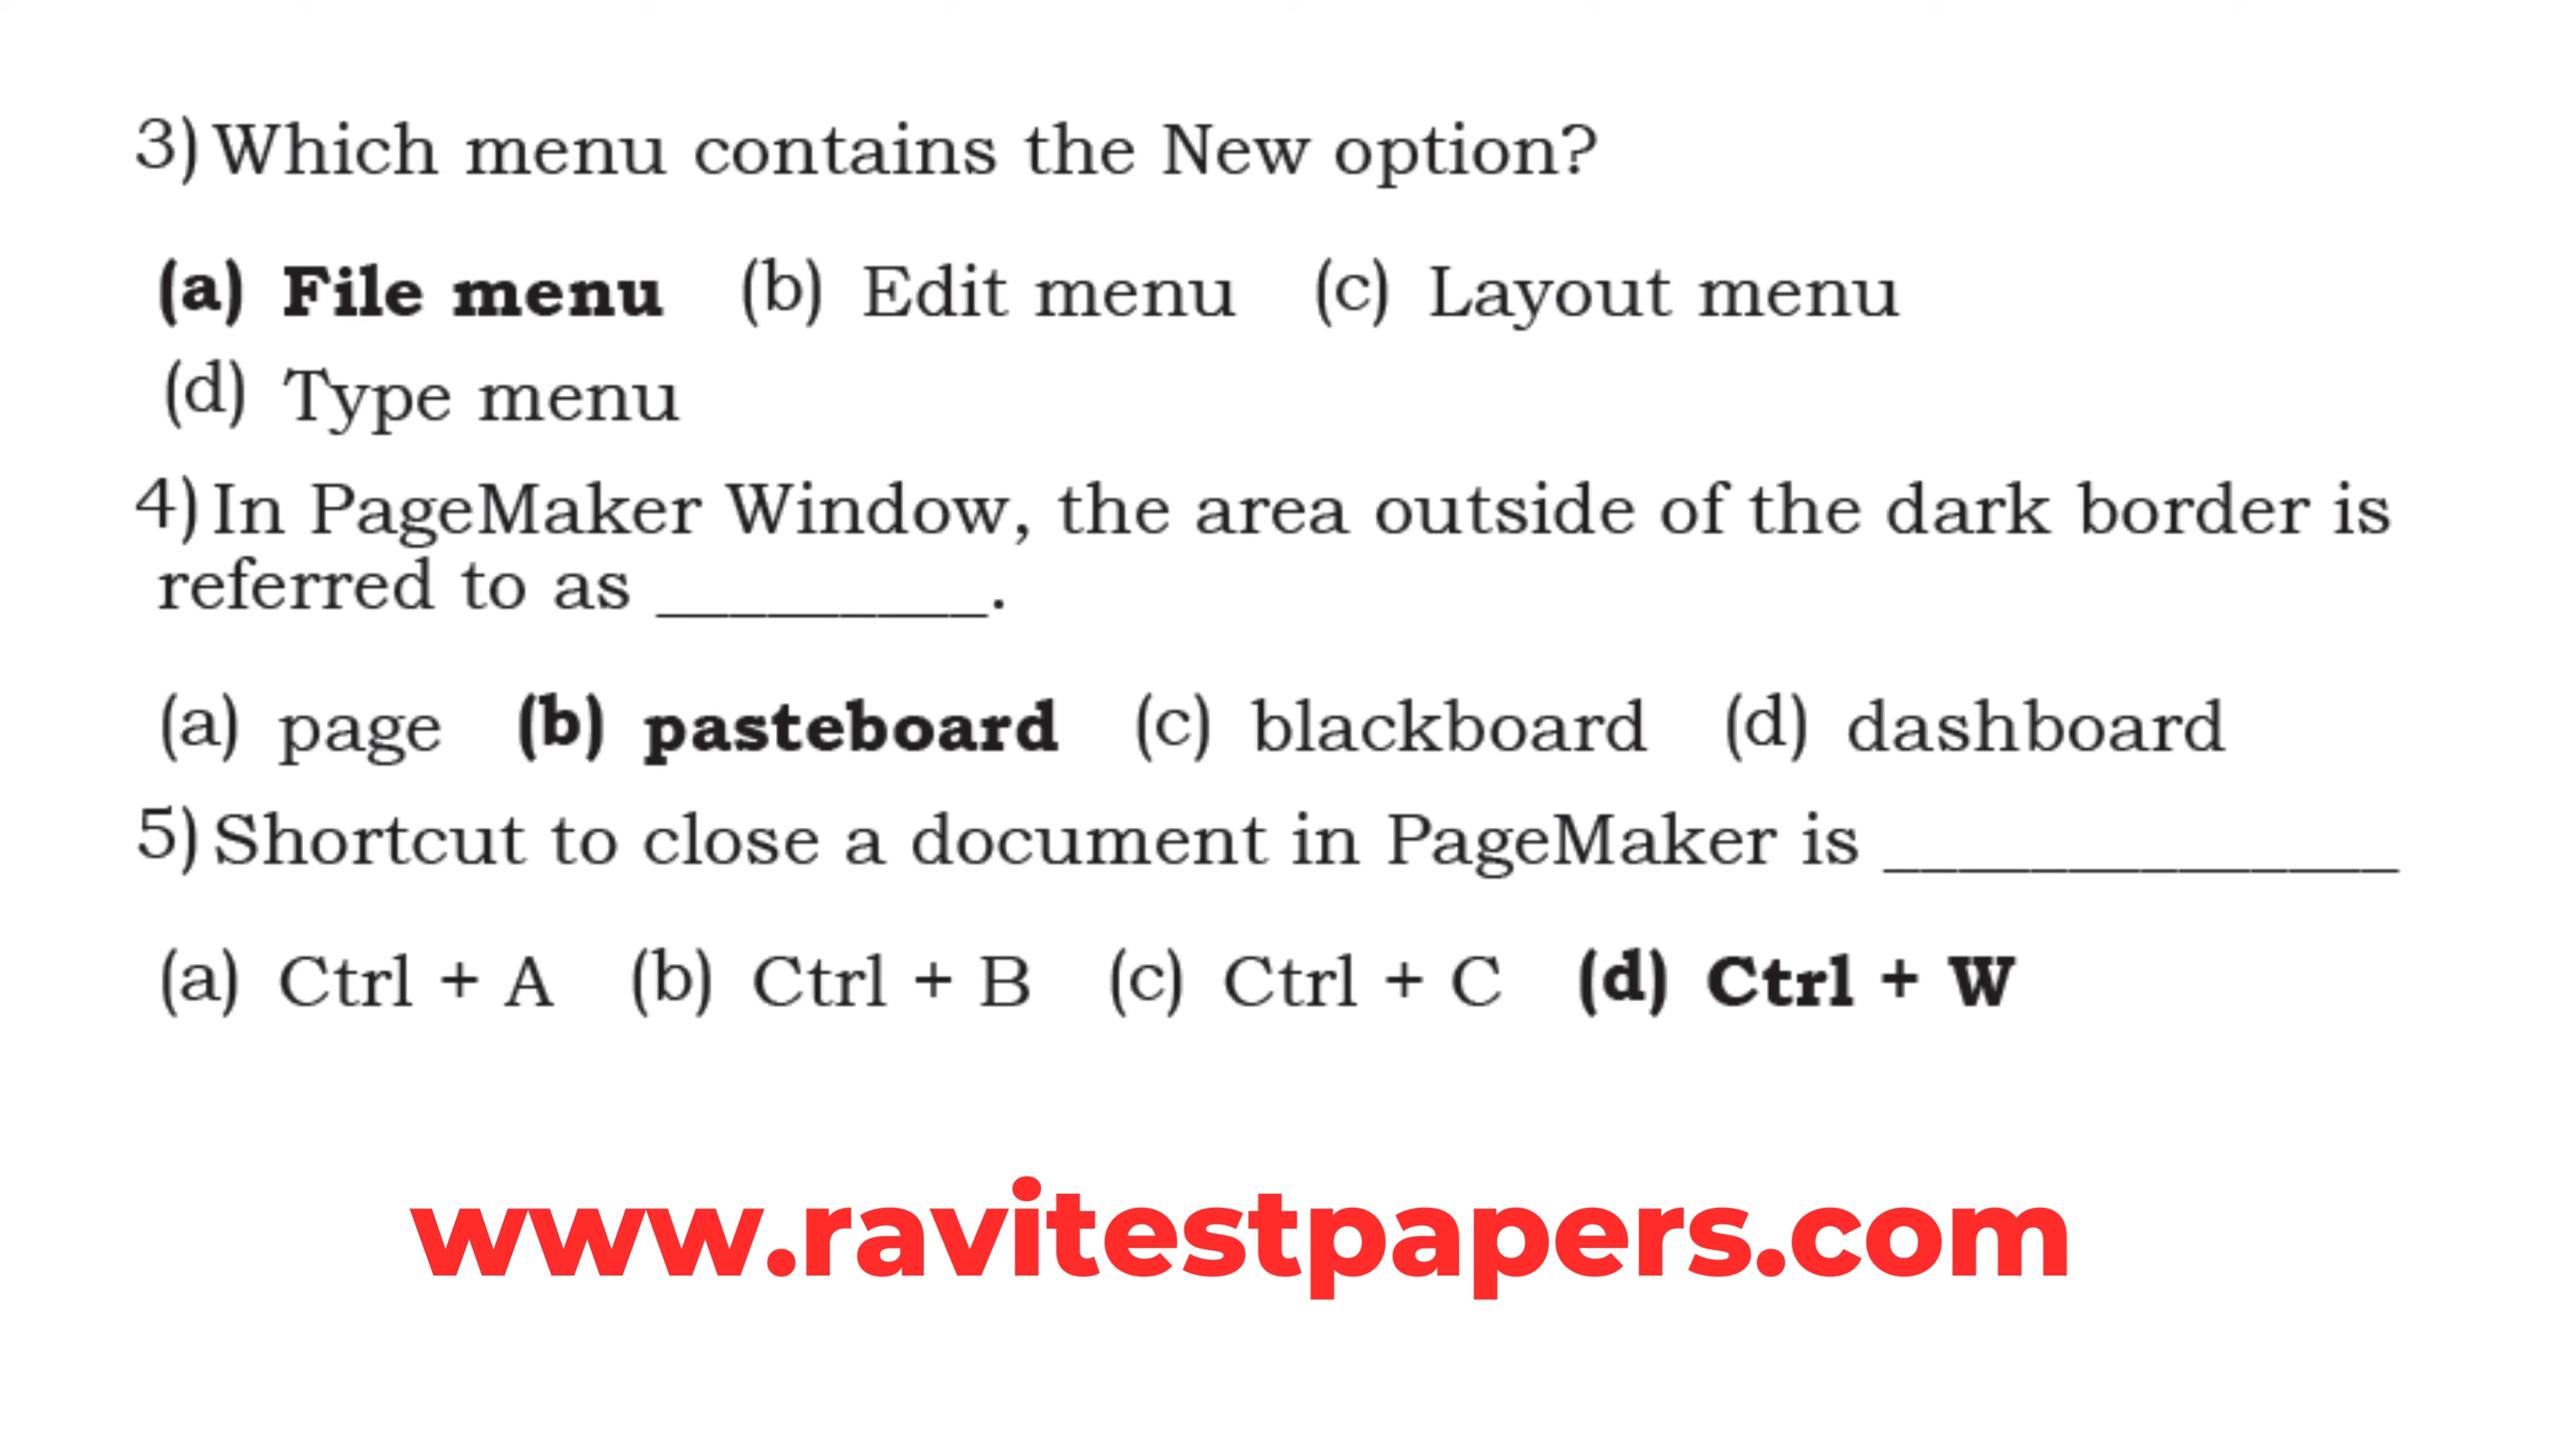 3) Which menu contains the New option?
(a) File menu (b) Edit menu (c) Layout menu
(d) Type menu
4) In PageMaker Window, the area outside of the dark border is
referred to as _________.
(a) page (b) pasteboard (c) blackboard (d) dashboard
5) Shortcut to close a document in PageMaker is ______________
(a) Ctrl + A (b) Ctrl + B (c) Ctrl + C (d) Ctrl + W
www.ravitestpapers.com